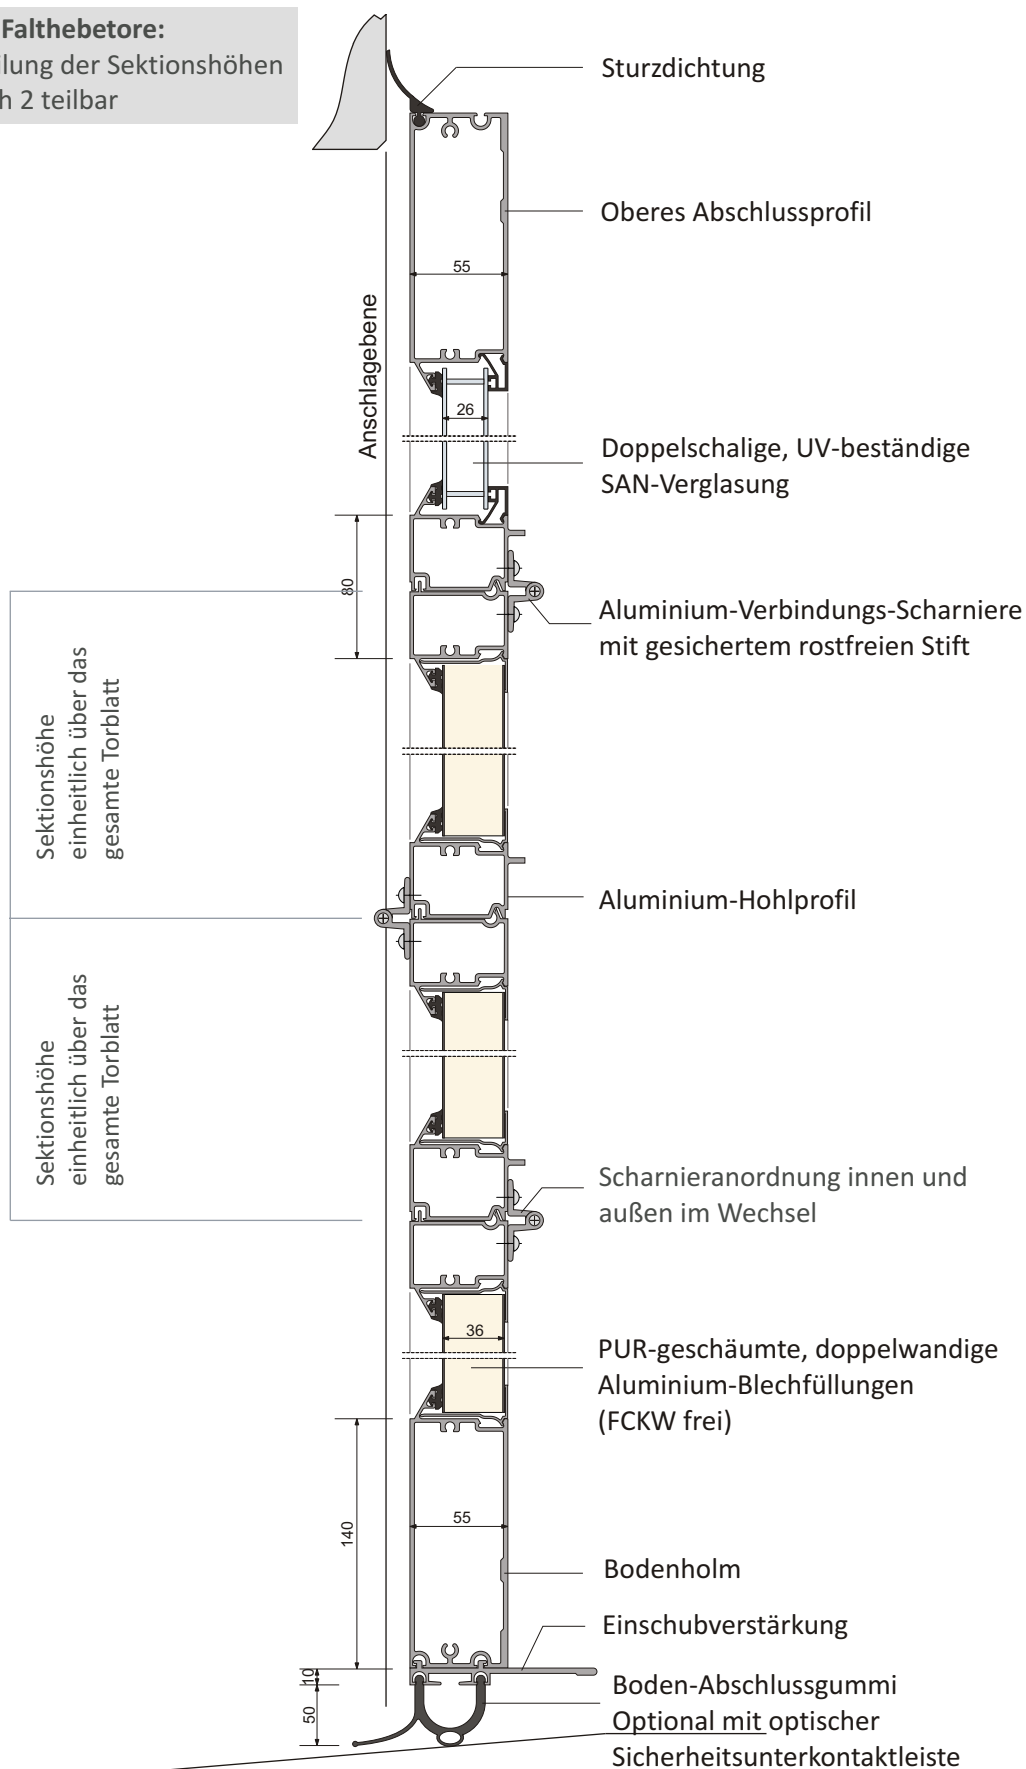 Falthebetore:
ilung der Sektionshöhen
h 2 teilbar
Sturzdichtung
Oberes Abschlussprofil
55
Anschlagebene
26
Doppelschalige, UV-beständige
SAN-Verglasung
80
Aluminium-Verbindungs-Scharniere
mit gesichertem rostfreien Stift
Sektionshöhe
einheitlich über das
gesamte Torblatt
Aluminium-Hohlprofil
Sektionshöhe
einheitlich über das
gesamte Torblatt
Scharnieranordnung innen und
außen im Wechsel
36
PUR-geschäumte, doppelwandige
Aluminium-Blechfüllungen
(FCKW frei)
55
140
Bodenholm
Einschubverstärkung
10
50
Boden-Abschlussgummi
Optional mit optischer
Sicherheitsunterkontaktleiste